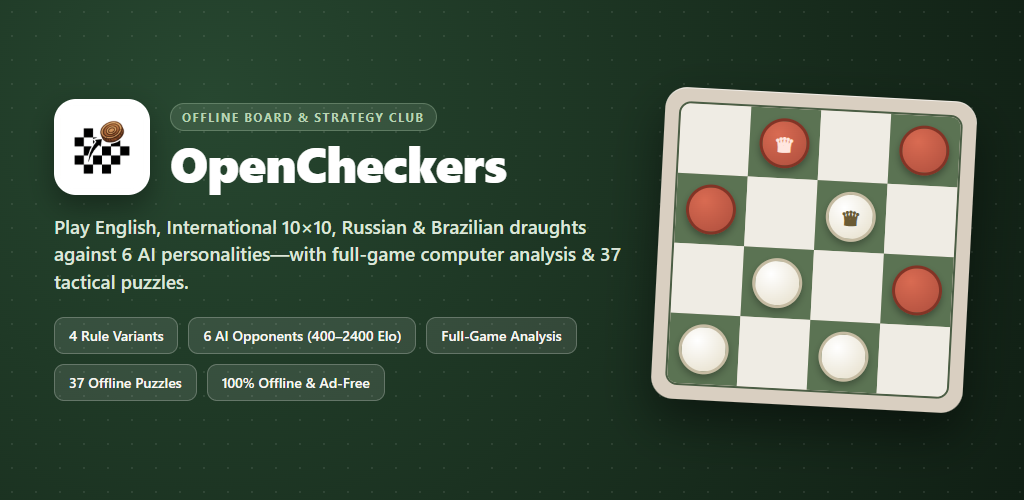 OFFLINE BOARD & STRATEGY CLUB
OpenCheckers
Play English, International 10×10, Russian & Brazilian draughts
against 6 AI personalities—with full-game computer analysis & 37
tactical puzzles.
4 Rule Variants
6 AI Opponents (400–2400 Elo)
Full-Game Analysis
37 Offline Puzzles
100% Offline & Ad-Free